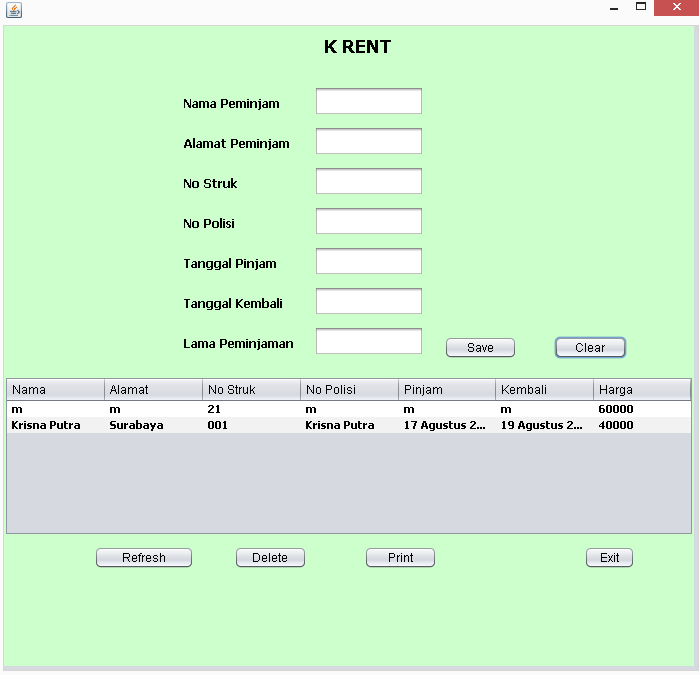 K RENT
Nama Peminjam
Alamat Peminjam
No Struk
No Polisi
Tanggal Pinjam
Tanggal Kembali
Lama Peminjaman
Save Clear
Nama Alamat No Struk No Polisi Pinjam Kembali Harga
m m 21 m m m 60000
Krisna Putra Surabaya 001 Krisna Putra 17 Agustus 2... 19 Agustus 2... 40000
Refresh Delete Print Exit